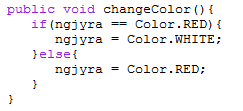 public void changeColor(){
    if(ngjyra == Color.RED){
        ngjyra = Color.WHITE;
    }else{
        ngjyra = Color.RED;
    }
}